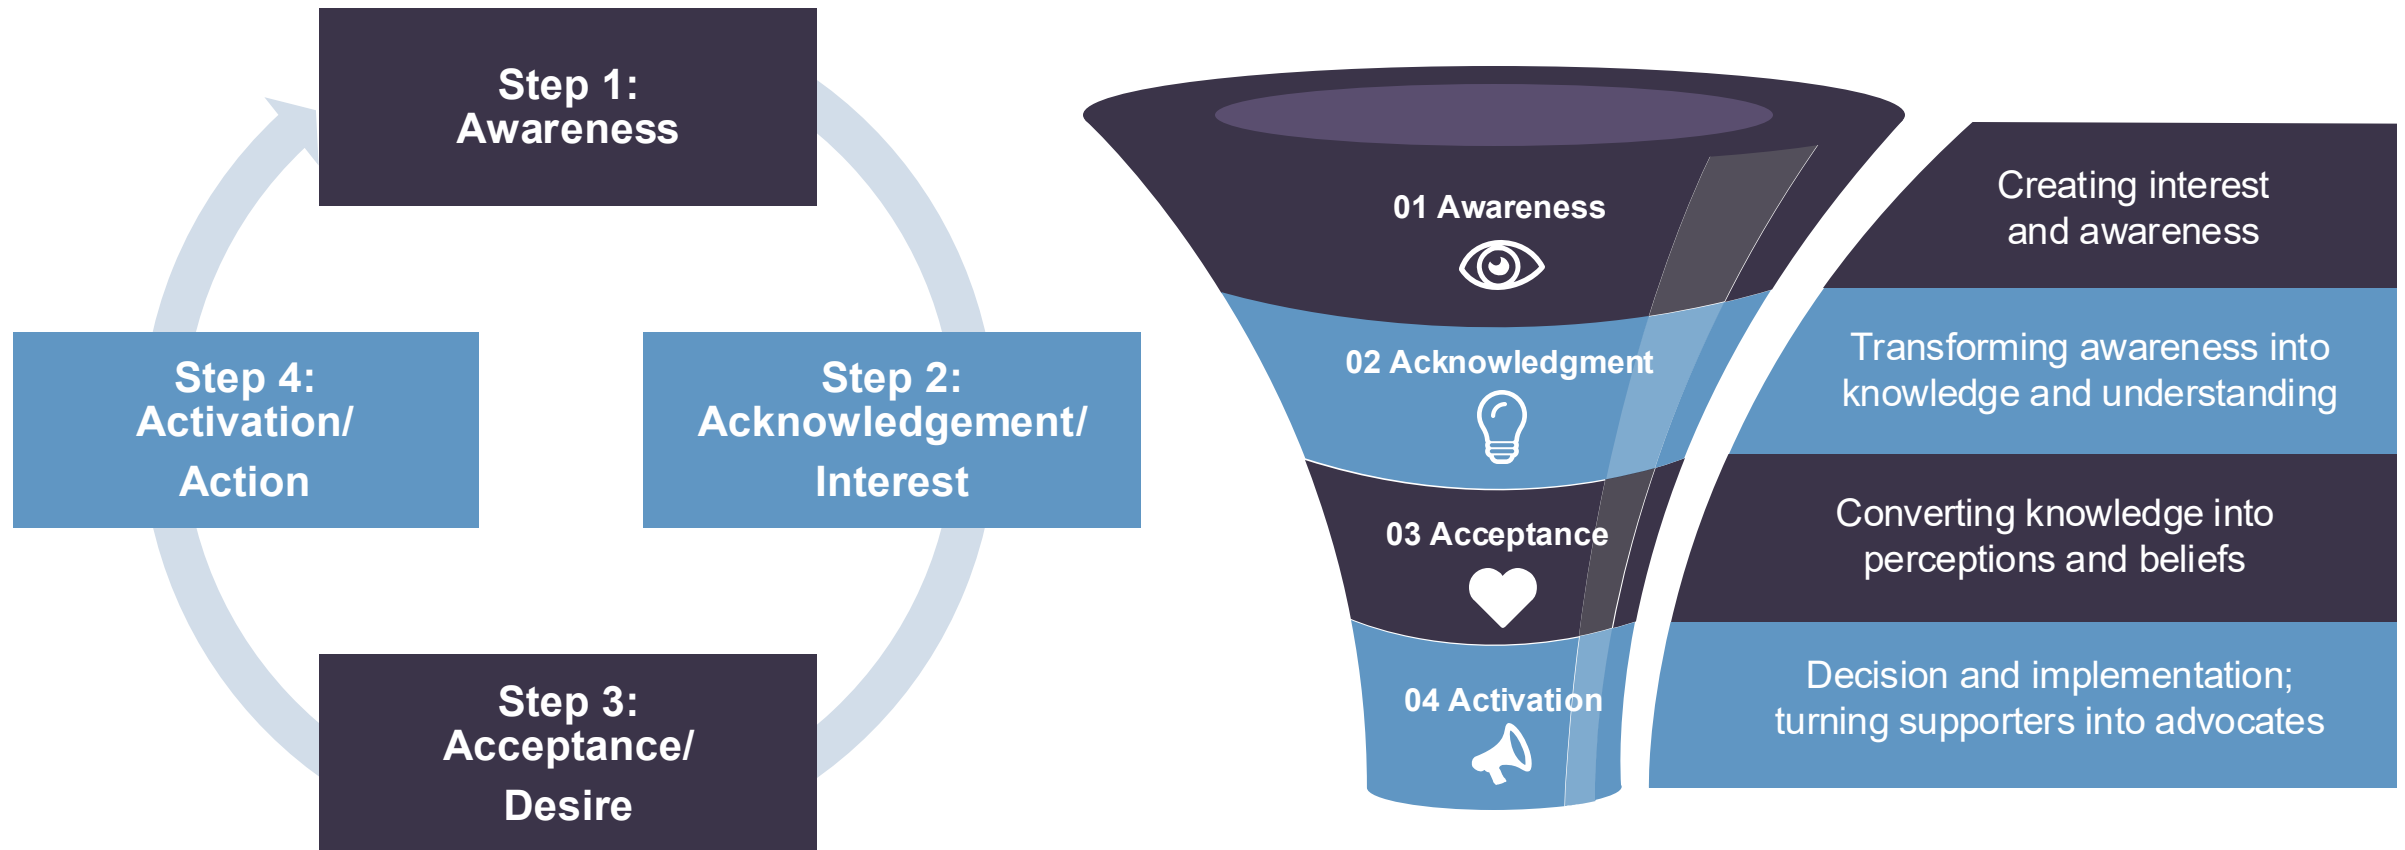 Step 1:
Awareness
Step 2:
Acknowledgement/
Interest
Step 3:
Acceptance/
Desire
Step 4:
Activation/
Action
01 Awareness
02 Acknowledgment
03 Acceptance
04 Activation
Creating interest
and awareness
Transforming awareness into
knowledge and understanding
Converting knowledge into
perceptions and beliefs
Decision and implementation;
turning supporters into advocates